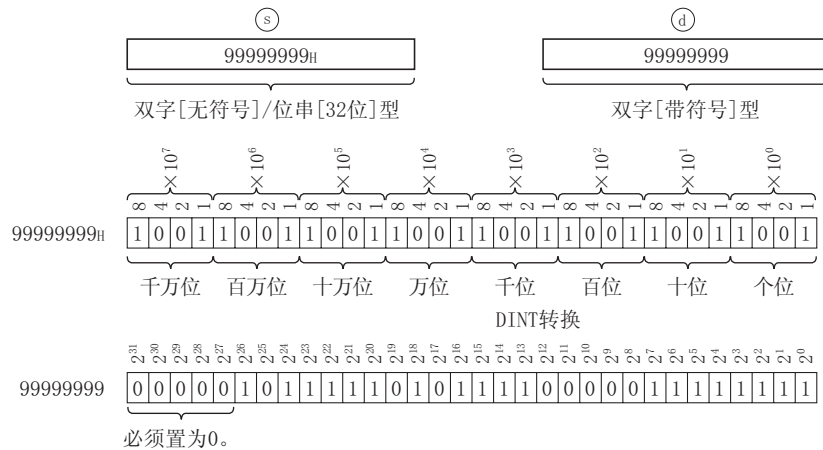 s d
99999999H 99999999
双字[无符号]/位串[32位]型 双字[带符号]型
×10⁷ ×10⁶ ×10⁵ ×10⁴ ×10³ ×10² ×10¹ ×10⁰
8 4 2 1 8 4 2 1 8 4 2 1 8 4 2 1 8 4 2 1 8 4 2 1 8 4 2 1 8 4 2 1
99999999H 1 0 0 1 1 0 0 1 1 0 0 1 1 0 0 1 1 0 0 1 1 0 0 1 1 0 0 1 1 0 0 1
千万位 百万位 十万位 万位 千位 百位 十位 个位
DINT转换
2³¹ 2³⁰ 2²⁹ 2²⁸ 2²⁷ 2²⁶ 2²⁵ 2²⁴ 2²³ 2²² 2²¹ 2²⁰ 2¹⁹ 2¹⁸ 2¹⁷ 2¹⁶ 2¹⁵ 2¹⁴ 2¹³ 2¹² 2¹¹ 2¹⁰ 2⁹ 2⁸ 2⁷ 2⁶ 2⁵ 2⁴ 2³ 2² 2¹ 2⁰
99999999 0 0 0 0 0 1 0 1 1 1 1 1 0 1 0 1 1 1 1 0 0 0 0 0 1 1 1 1 1 1 1 1
必须置为0。